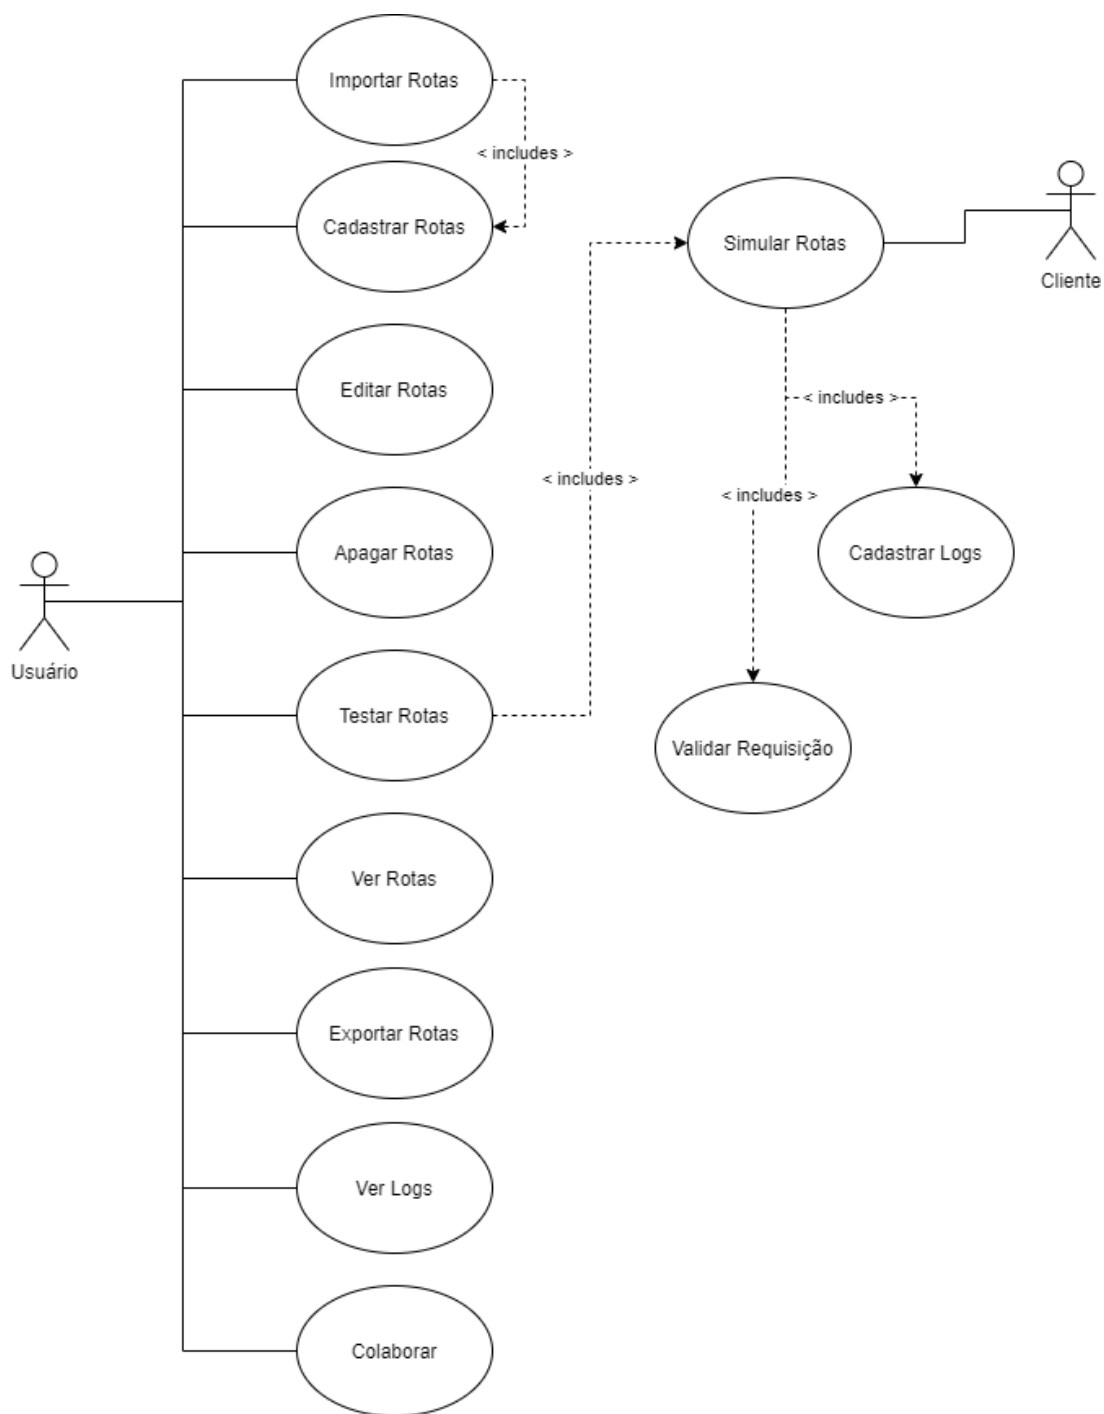 Importar Rotas
< includes >
Cadastrar Rotas
Simular Rotas
Cliente
Editar Rotas
< includes >
< includes >
< includes >
Apagar Rotas
Cadastrar Logs
Usuário
Testar Rotas
Validar Requisição
Ver Rotas
Exportar Rotas
Ver Logs
Colaborar